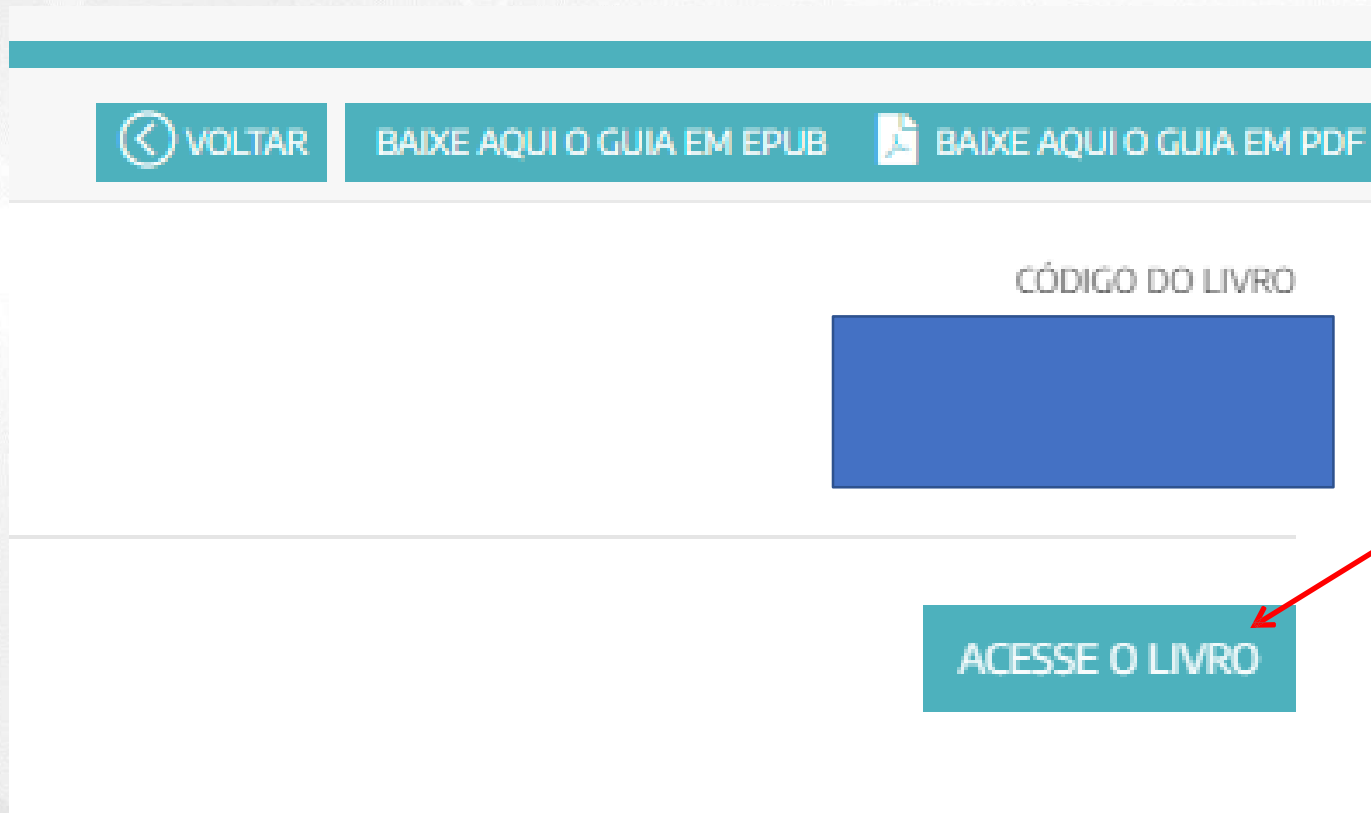 VOLTAR BAIXE AQUI O GUIA EM EPUB BAIXE AQUI O GUIA EM PDF
CÓDIGO DO LIVRO
ACESSE O LIVRO